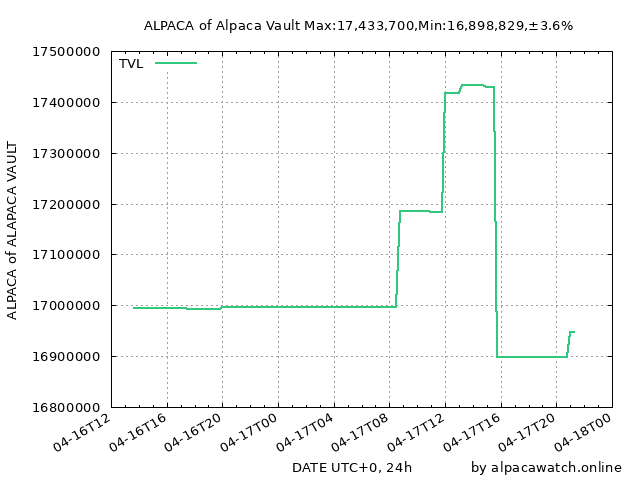 ALPACA of Alpaca Vault Max:17,433,700,Min:16,898,829,±3.6%
TVL
17500000
17400000
17300000
17200000
17100000
17000000
16900000
16800000
ALPACA of ALAPACA VAULT
04-16T12
04-16T16
04-16T20
04-17T00
04-17T04
04-17T08
04-17T12
04-17T16
04-17T20
04-18T00
DATE UTC+0, 24h
by alpacawatch.online